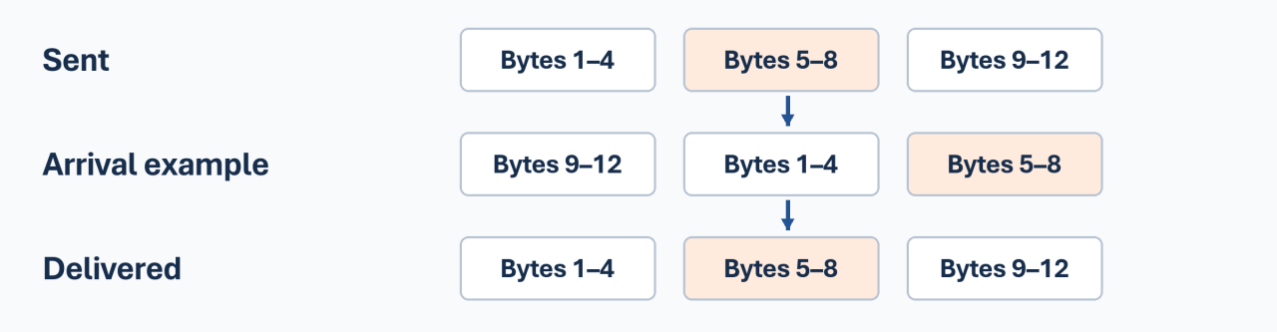 Sent
Bytes 1–4
Bytes 5–8
Bytes 9–12
Arrival example
Bytes 9–12
Bytes 1–4
Bytes 5–8
Delivered
Bytes 1–4
Bytes 5–8
Bytes 9–12